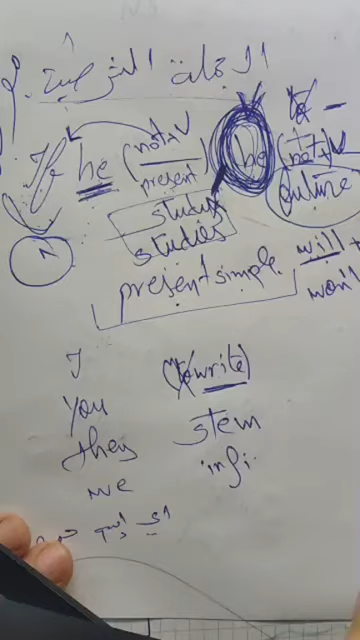 الجملة الشرطية
If he (not+V) he (not+V
present future
study
studies
present simple will +
won't
I (to write)
you stem
they infi
we